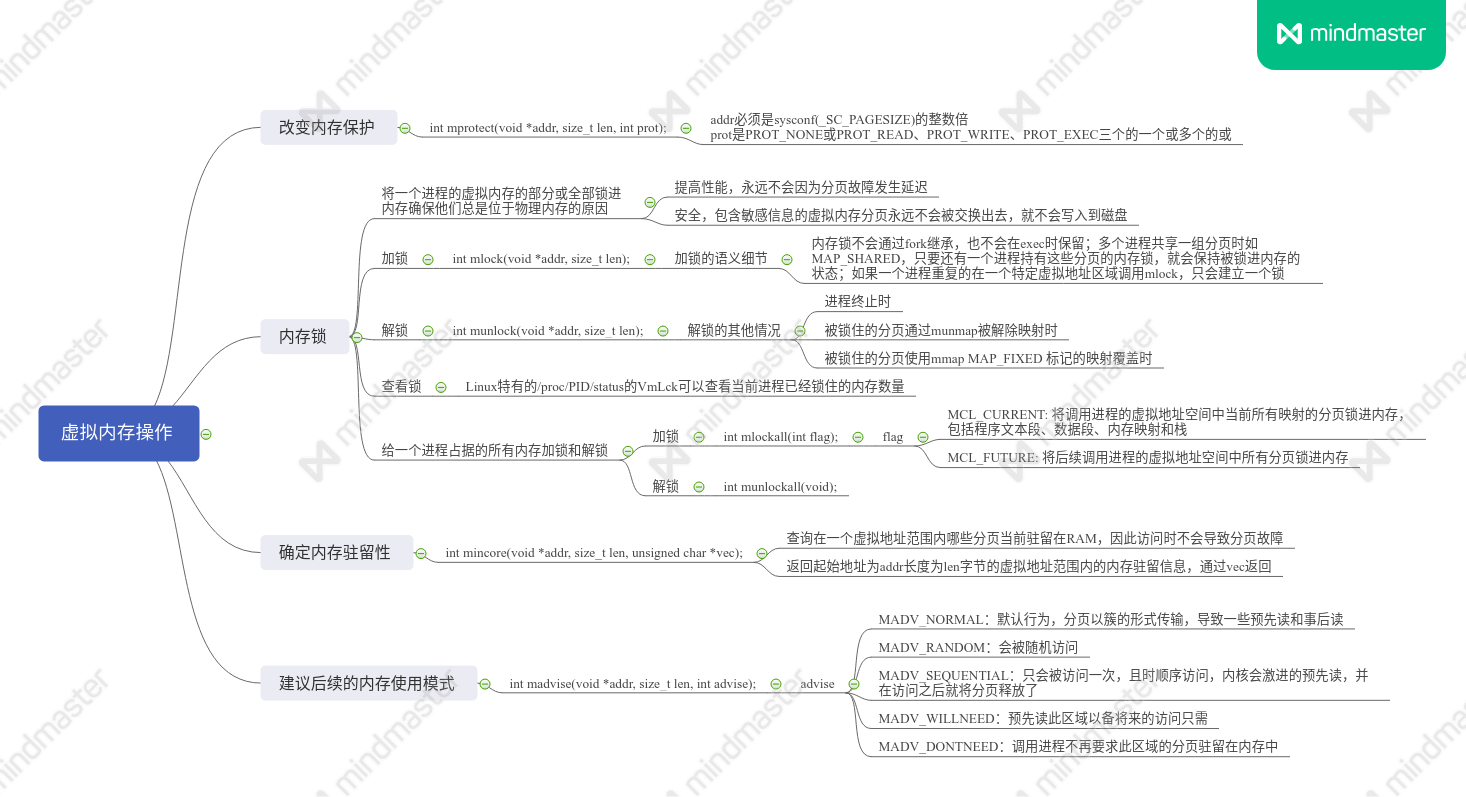 mindmaster
虚拟内存操作
改变内存保护
int mprotect(void *addr, size_t len, int prot);
addr必须是sysconf(_SC_PAGESIZE)的整数倍
prot是PROT_NONE或PROT_READ、PROT_WRITE、PROT_EXEC三个的一个或多个的或
内存锁
将一个进程的虚拟内存的部分或全部锁进
内存确保他们总是位于物理内存的原因
提高性能，永远不会因为分页故障发生延迟
安全，包含敏感信息的虚拟内存分页永远不会被交换出去，就不会写入到磁盘
加锁
int mlock(void *addr, size_t len);
加锁的语义细节
内存锁不会通过fork继承，也不会在exec时保留；多个进程共享一组分页时如
MAP_SHARED，只要还有一个进程持有这些分页的内存锁，就会保持被锁进内存的
状态；如果一个进程重复的在一个特定虚拟地址区域调用mlock，只会建立一个锁
解锁
int munlock(void *addr, size_t len);
解锁的其他情况
进程终止时
被锁住的分页通过munmap被解除映射时
被锁住的分页使用mmap MAP_FIXED 标记的映射覆盖时
查看锁
Linux特有的/proc/PID/status的VmLck可以查看当前进程已经锁住的内存数量
给一个进程占据的所有内存加锁和解锁
加锁
int mlockall(int flag);
flag
MCL_CURRENT: 将调用进程的虚拟地址空间中当前所有映射的分页锁进内存，
包括程序文本段、数据段、内存映射和栈
MCL_FUTURE: 将后续调用进程的虚拟地址空间中所有分页锁进内存
解锁
int munlockall(void);
确定内存驻留性
int mincore(void *addr, size_t len, unsigned char *vec);
查询在一个虚拟地址范围内哪些分页当前驻留在RAM，因此访问时不会导致分页故障
返回起始地址为addr长度为len字节的虚拟地址范围内的内存驻留信息，通过vec返回
建议后续的内存使用模式
int madvise(void *addr, size_t len, int advise);
advise
MADV_NORMAL：默认行为，分页以簇的形式传输，导致一些预先读和事后读
MADV_RANDOM：会被随机访问
MADV_SEQUENTIAL：只会被访问一次，且时顺序访问，内核会激进的预先读，并
在访问之后就将分页释放了
MADV_WILLNEED：预先读此区域以备将来的访问只需
MADV_DONTNEED：调用进程不再要求此区域的分页驻留在内存中